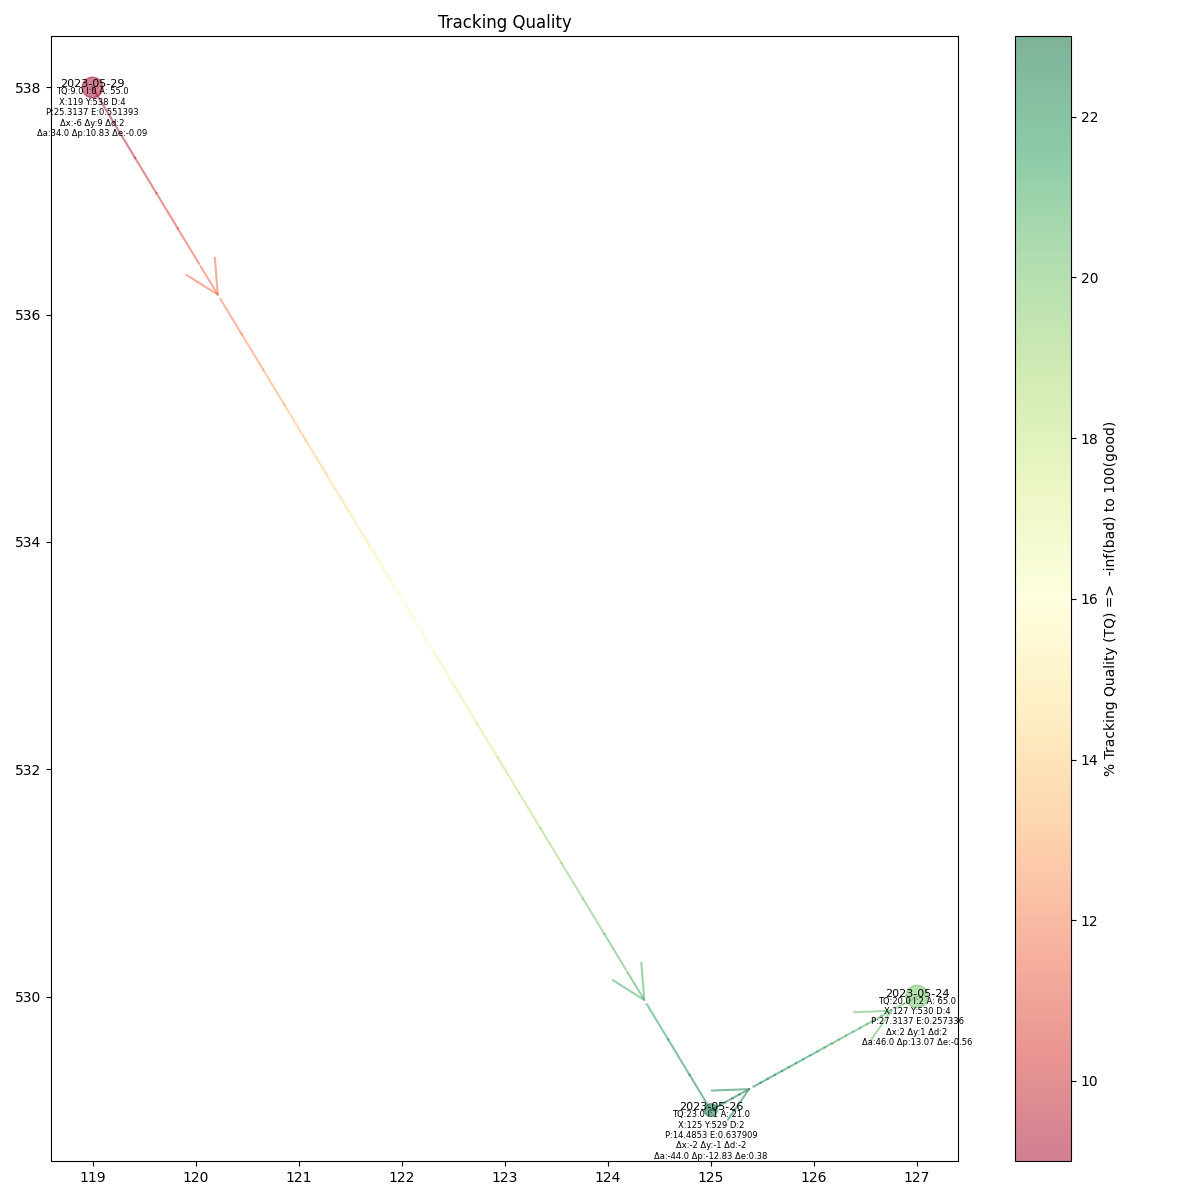 Tracking Quality
538
536
534
532
530
2023-05-29
TQ:9.0 I:0 A: 55.0
X:119 Y:538 D:4
P:25.3137 E:0.551393
Δx:-6 Δy:9 Δd:2
Δa:34.0 Δp:10.83 Δe:-0.09
2023-05-24
TQ:20.0 I:2 A: 65.0
X:127 Y:530 D:4
P:27.3137 E:0.257336
Δx:2 Δy:1 Δd:2
Δa:46.0 Δp:13.07 Δe:-0.56
2023-05-26
TQ:23.0 I:1 A: 21.0
X:125 Y:529 D:2
P:14.4853 E:0.637909
Δx:-2 Δy:-1 Δd:-2
Δa:-44.0 Δp:-12.83 Δe:0.38
119 120 121 122 123 124 125 126 127
22
20
18
16
14
12
10
% Tracking Quality (TQ) => -inf(bad) to 100(good)